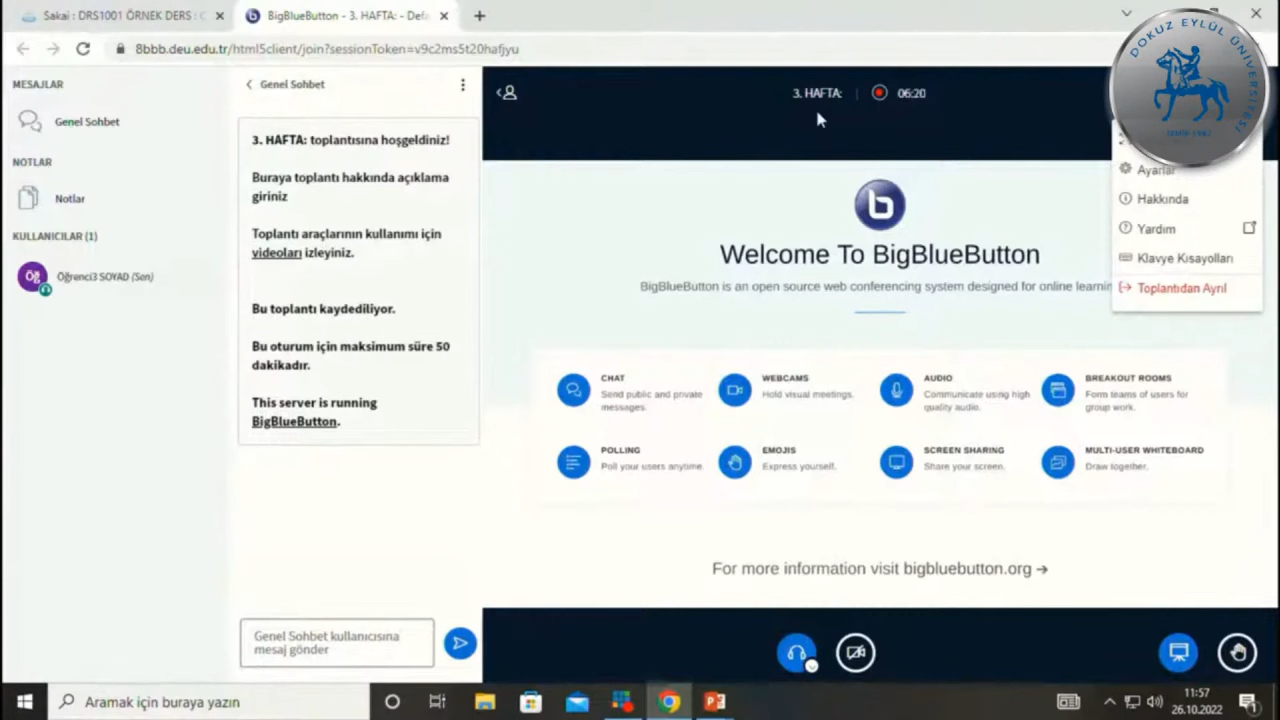 Sakai : DRS1001 ÖRNEK DERS : C
BigBlueButton - 3. HAFTA: - Defa
8bbb.deu.edu.tr/html5client/join?sessionToken=v9c2ms5t20hafjyu
DOKUZ EYLÜL ÜNİVERSİTESİ
İZMİR-1982
MESAJLAR
Genel Sohbet
NOTLAR
Notlar
KULLANICILAR (1)
Öğ
Öğrenci3 SOYAD (Sen)
Genel Sohbet
3. HAFTA: toplantısına hoşgeldiniz!
Buraya toplantı hakkında açıklama
giriniz
Toplantı araçlarının kullanımı için
videoları izleyiniz.
Bu toplantı kaydediliyor.
Bu oturum için maksimum süre 50
dakikadır.
This server is running
BigBlueButton.
Genel Sohbet kullanıcısına
mesaj gönder
3. HAFTA:
06:20
Ayarlar
Hakkında
Yardım
Klavye Kısayolları
Toplantıdan Ayrıl
b
Welcome To BigBlueButton
BigBlueButton is an open source web conferencing system designed for online learnin
CHAT
Send public and private
messages.
WEBCAMS
Hold visual meetings.
AUDIO
Communicate using high
quality audio.
BREAKOUT ROOMS
Form teams of users for
group work.
POLLING
Poll your users anytime.
EMOJIS
Express yourself.
SCREEN SHARING
Share your screen.
MULTI-USER WHITEBOARD
Draw together.
For more information visit bigbluebutton.org →
Aramak için buraya yazın
11:57
26.10.2022
1